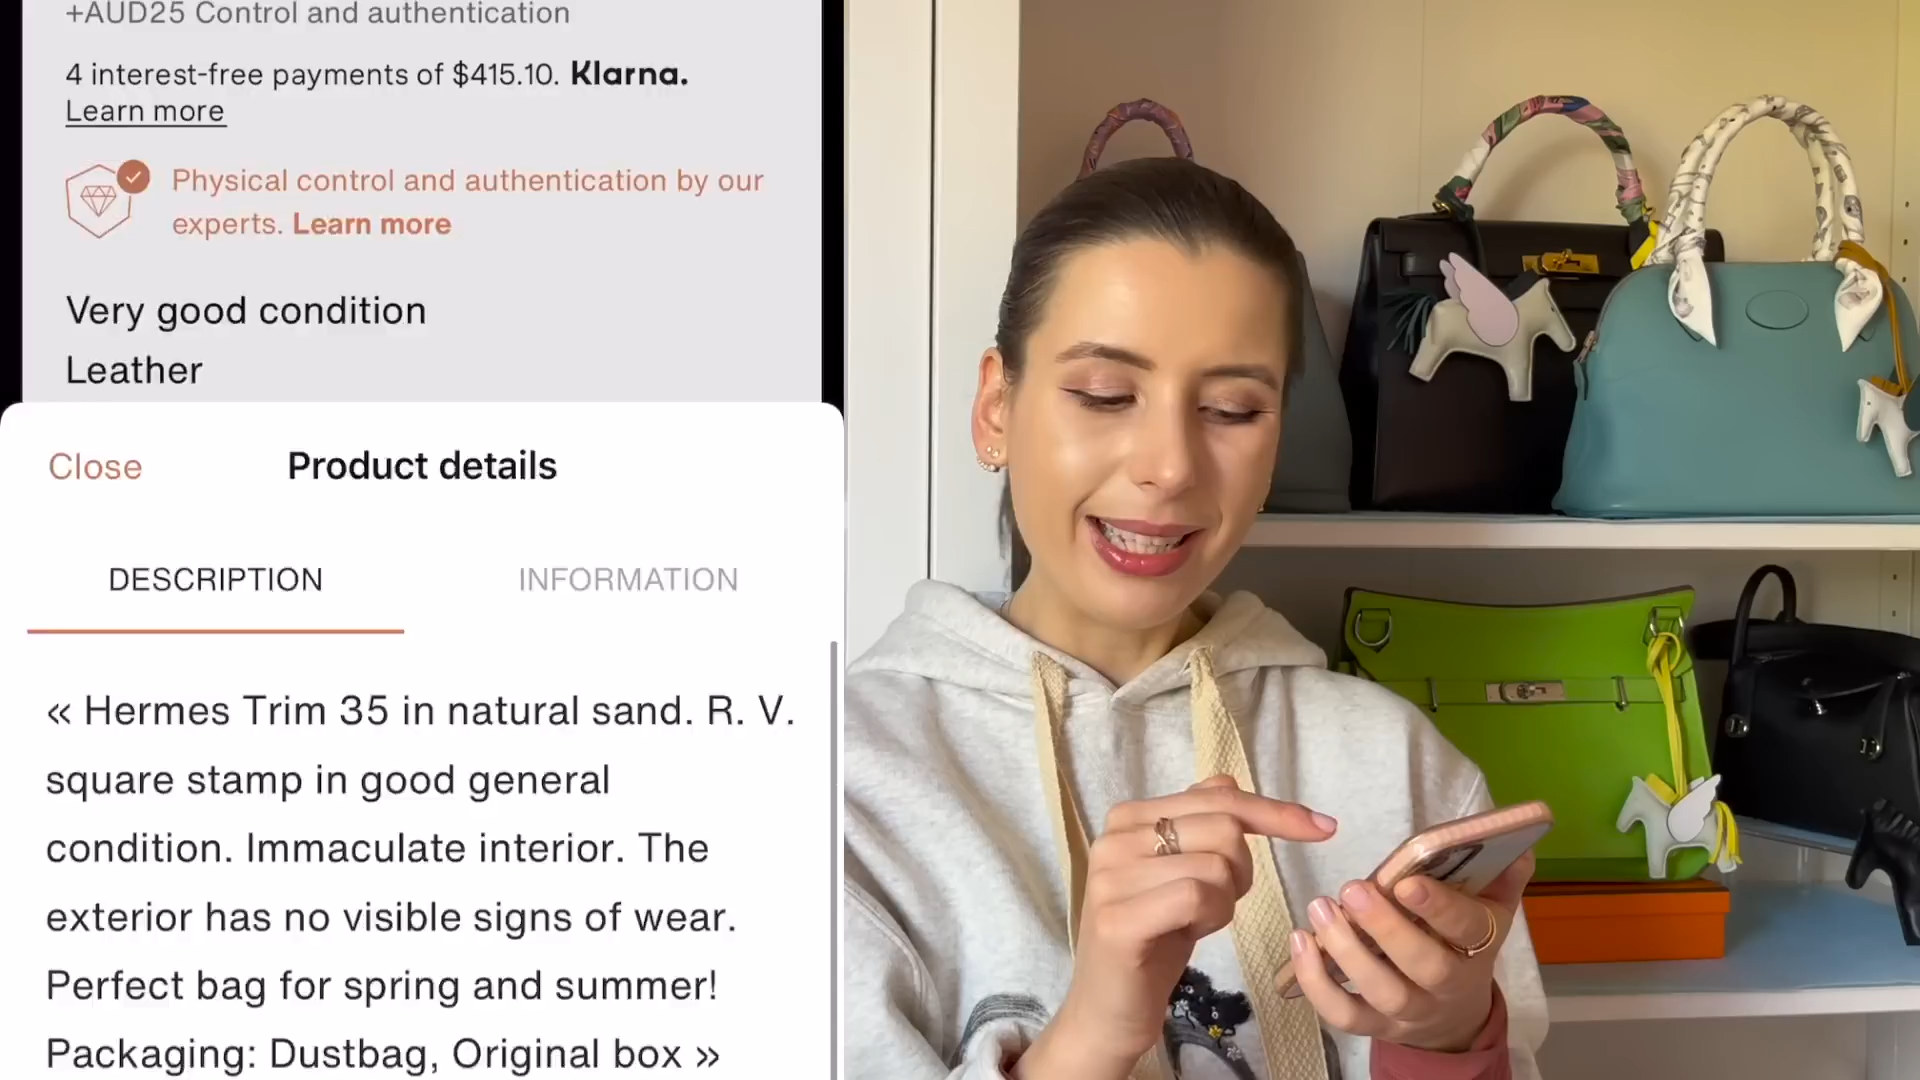 +AUD25 Control and authentication
4 interest-free payments of $415.10. Klarna.
Learn more
Physical control and authentication by our
experts. Learn more
Very good condition
Leather
Close
Product details
DESCRIPTION
INFORMATION
« Hermes Trim 35 in natural sand. R. V.
square stamp in good general
condition. Immaculate interior. The
exterior has no visible signs of wear.
Perfect bag for spring and summer!
Packaging: Dustbag, Original box »